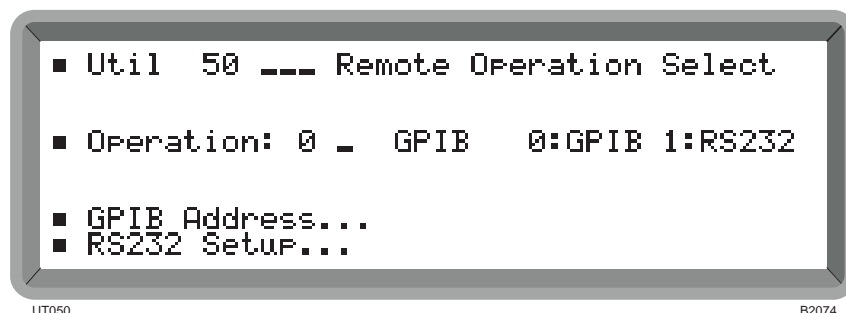 ▪ Util 50 ___ Remote Operation Select
▪ Operation: 0 _ GPIB 0:GPIB 1:RS232
▪ GPIB Address...
▪ RS232 Setup...
UT050 B2074